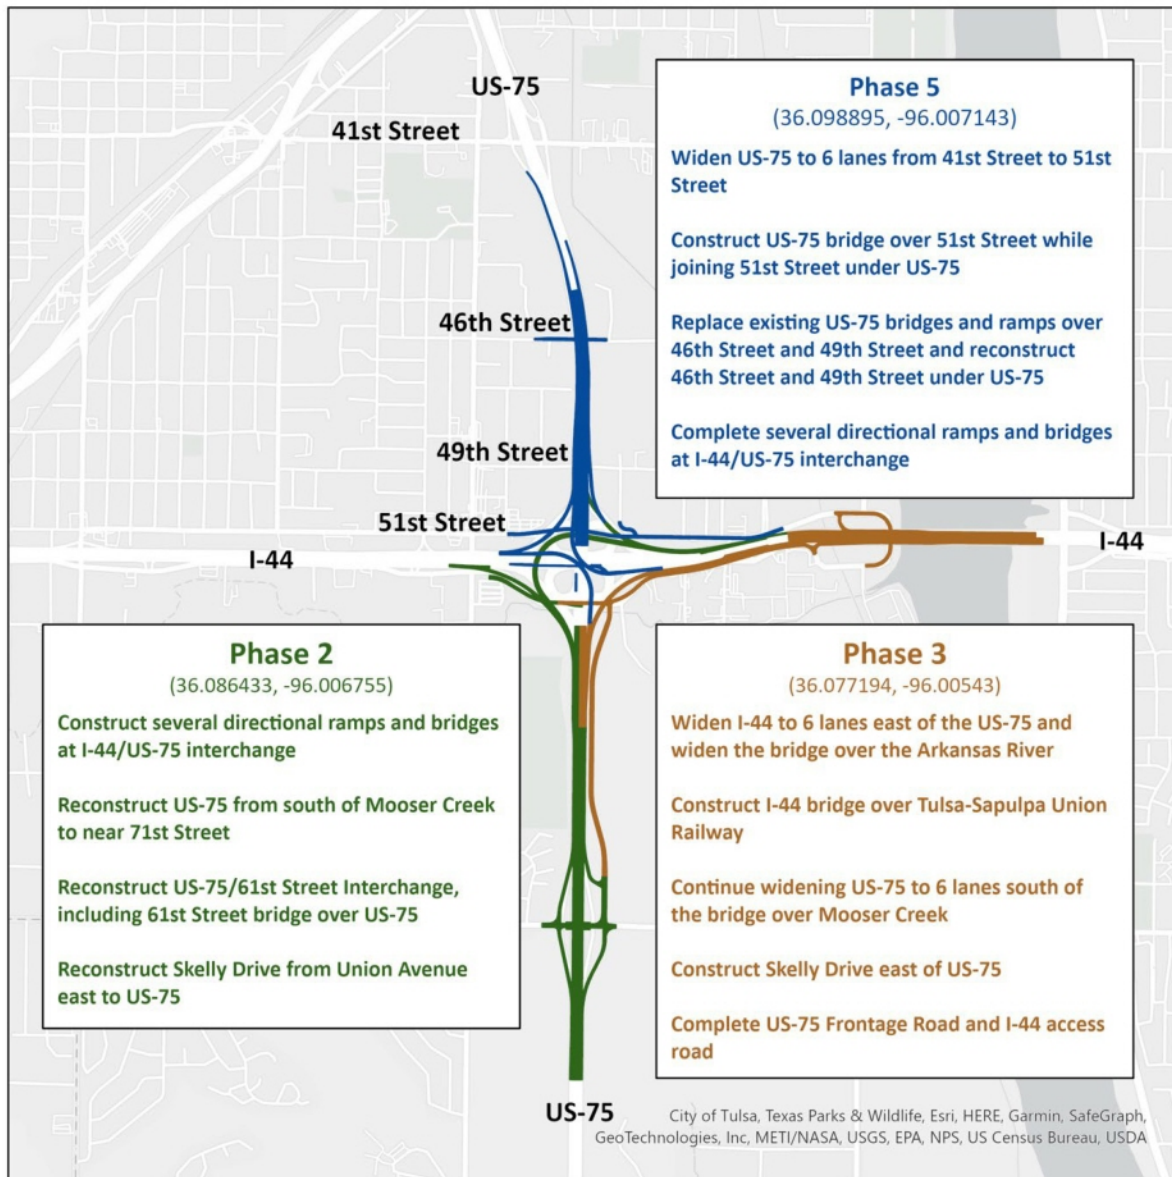 US-75
41st Street
46th Street
49th Street
51st Street
I-44
I-44
US-75
Phase 5
(36.098895, -96.007143)
Widen US-75 to 6 lanes from 41st Street to 51st
Street
Construct US-75 bridge over 51st Street while
joining 51st Street under US-75
Replace existing US-75 bridges and ramps over
46th Street and 49th Street and reconstruct
46th Street and 49th Street under US-75
Complete several directional ramps and bridges
at I-44/US-75 interchange
Phase 2
(36.086433, -96.006755)
Construct several directional ramps and bridges
at I-44/US-75 interchange
Reconstruct US-75 from south of Mooser Creek
to near 71st Street
Reconstruct US-75/61st Street Interchange,
including 61st Street bridge over US-75
Reconstruct Skelly Drive from Union Avenue
east to US-75
Phase 3
(36.077194, -96.00543)
Widen I-44 to 6 lanes east of the US-75 and
widen the bridge over the Arkansas River
Construct I-44 bridge over Tulsa-Sapulpa Union
Railway
Continue widening US-75 to 6 lanes south of
the bridge over Mooser Creek
Construct Skelly Drive east of US-75
Complete US-75 Frontage Road and I-44 access
road
City of Tulsa, Texas Parks & Wildlife, Esri, HERE, Garmin, SafeGraph,
GeoTechnologies, Inc, METI/NASA, USGS, EPA, NPS, US Census Bureau, USDA